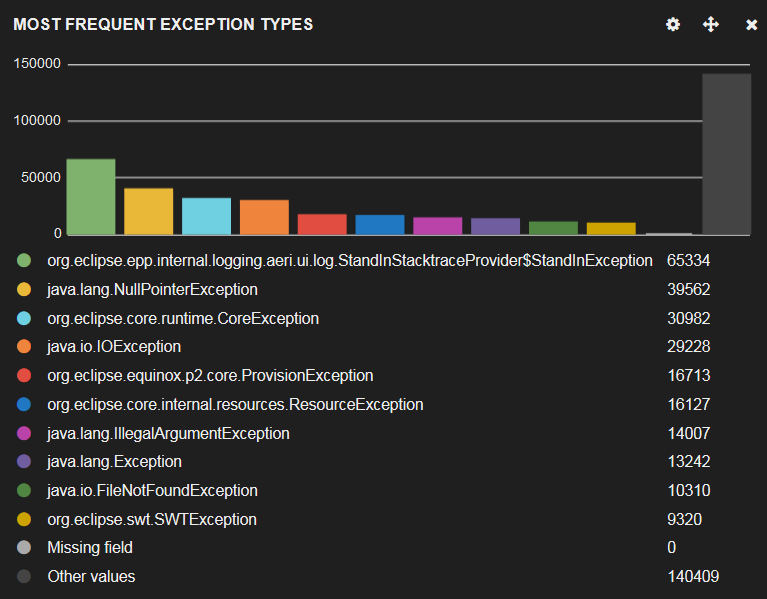 MOST FREQUENT EXCEPTION TYPES
150000
100000
50000
0
org.eclipse.epp.internal.logging.aeri.ui.log.StandInStacktraceProvider$StandInException 65334
java.lang.NullPointerException 39562
org.eclipse.core.runtime.CoreException 30982
java.io.IOException 29228
org.eclipse.equinox.p2.core.ProvisionException 16713
org.eclipse.core.internal.resources.ResourceException 16127
java.lang.IllegalArgumentException 14007
java.lang.Exception 13242
java.io.FileNotFoundException 10310
org.eclipse.swt.SWTException 9320
Missing field 0
Other values 140409